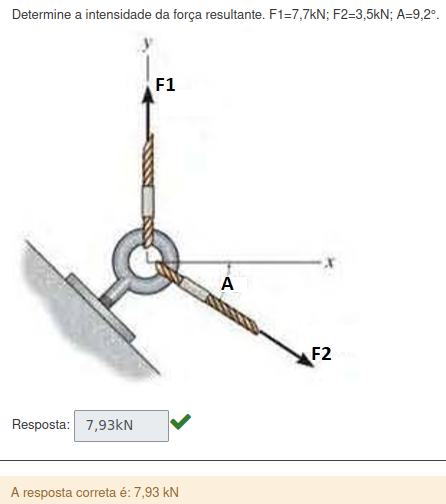 Determine a intensidade da força resultante. F1=7,7kN; F2=3,5kN; A=9,2º.
y
F1
x
A
F2
Resposta: 7,93kN
A resposta correta é: 7,93 kN